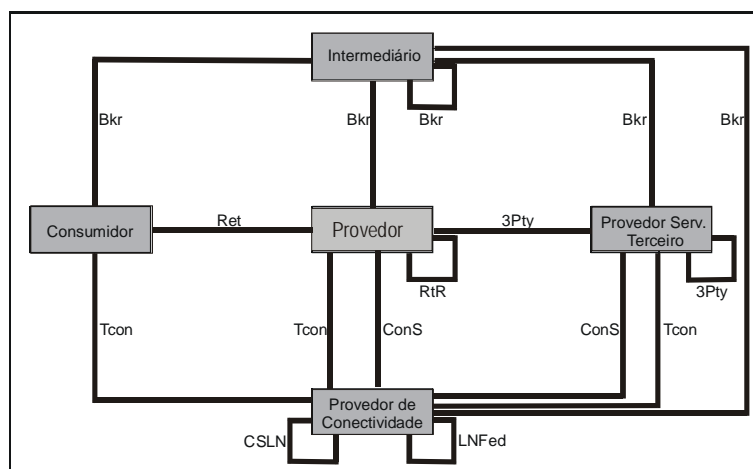 Intermediário
Bkr
Bkr
Bkr
Bkr
Bkr
Consumidor
Ret
Provedor
3Pty
Provedor Serv.
Terceiro
RtR
3Pty
Tcon
Tcon
ConS
ConS
Tcon
Provedor de
Conectividade
CSLN
LNFed